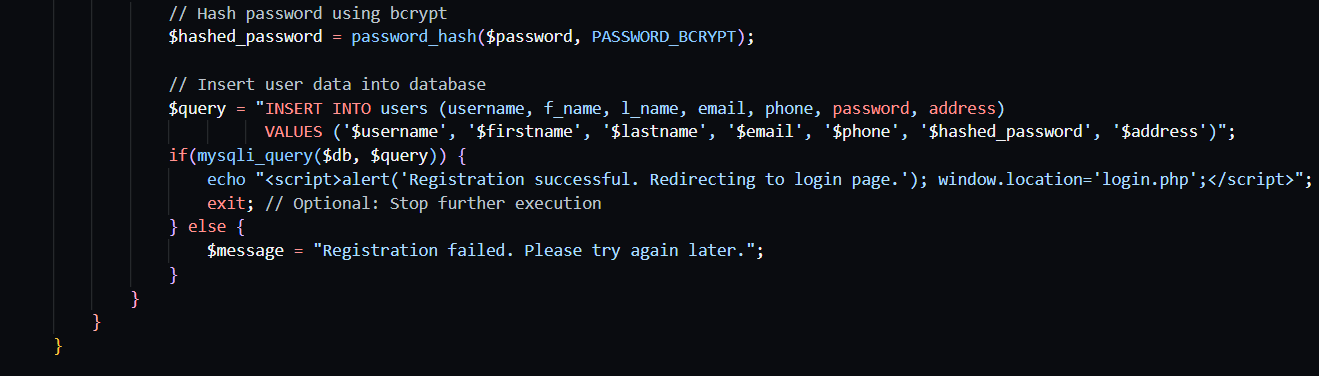 // Hash password using bcrypt
$hashed_password = password_hash($password, PASSWORD_BCRYPT);
// Insert user data into database
$query = "INSERT INTO users (username, f_name, l_name, email, phone, password, address)
VALUES ('$username', '$firstname', '$lastname', '$email', '$phone', '$hashed_password', '$address')";
if(mysqli_query($db, $query)) {
echo "<script>alert('Registration successful. Redirecting to login page.'); window.location='login.php';</script>";
exit; // Optional: Stop further execution
} else {
$message = "Registration failed. Please try again later.";
}
}
}
}